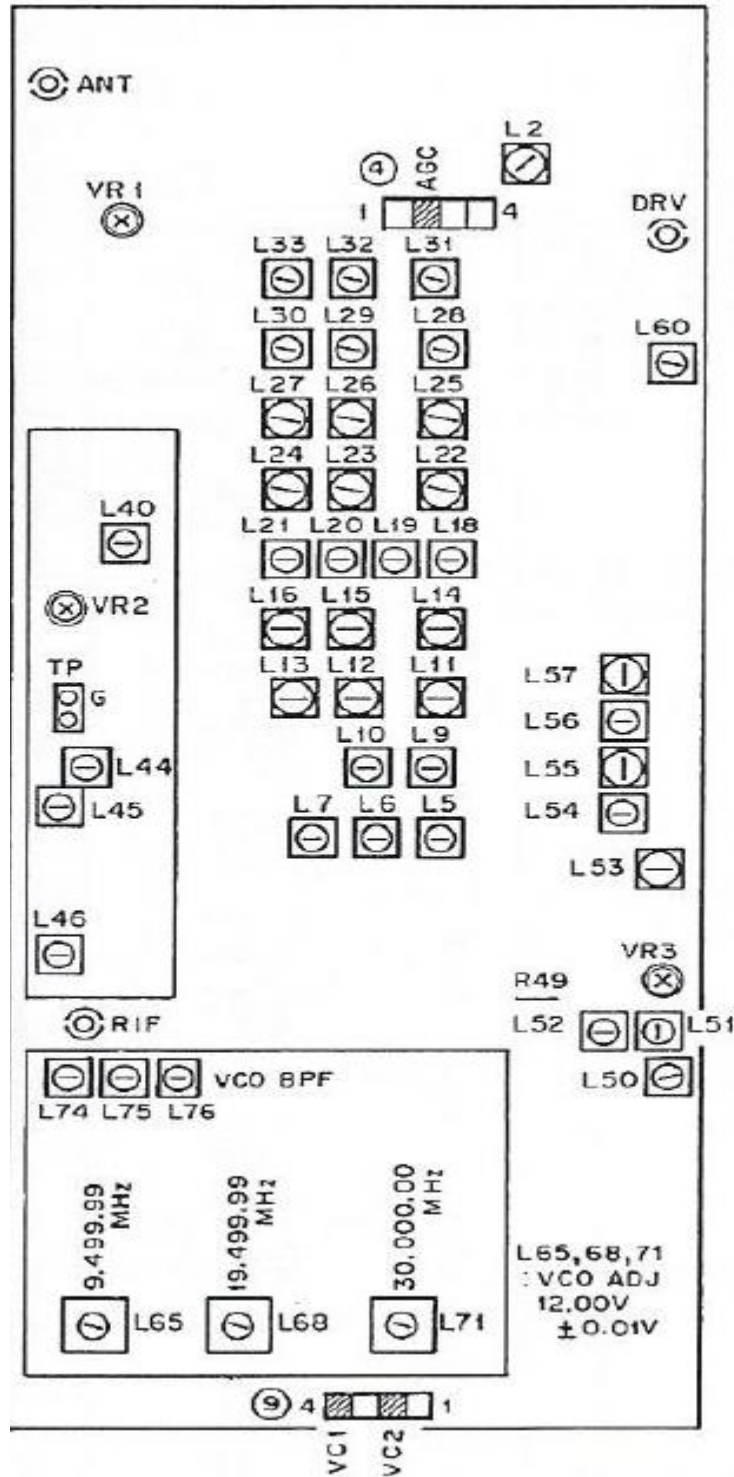 ANT
L2
4 AGC
VR1
1 4
DRV
L33 L32 L31
L30 L29 L28
L60
L27 L26 L25
L24 L23 L22
L40
L21 L20 L19 L18
VR2
L16 L15 L14
TP
G
L13 L12 L11
L57
L56
L10 L9
L44
L55
L45
L7 L6 L5
L54
L53
L46
VR3
R49
RIF
L52 L51
VCO BPF
L50
L74 L75 L76
9.499.99
MHz
19.499.99
MHz
30.000.00
MHz
L65,68,71
: VCO ADJ
12.00V
±0.01V
L65 L68 L71
9 4 1
VC1 VC2